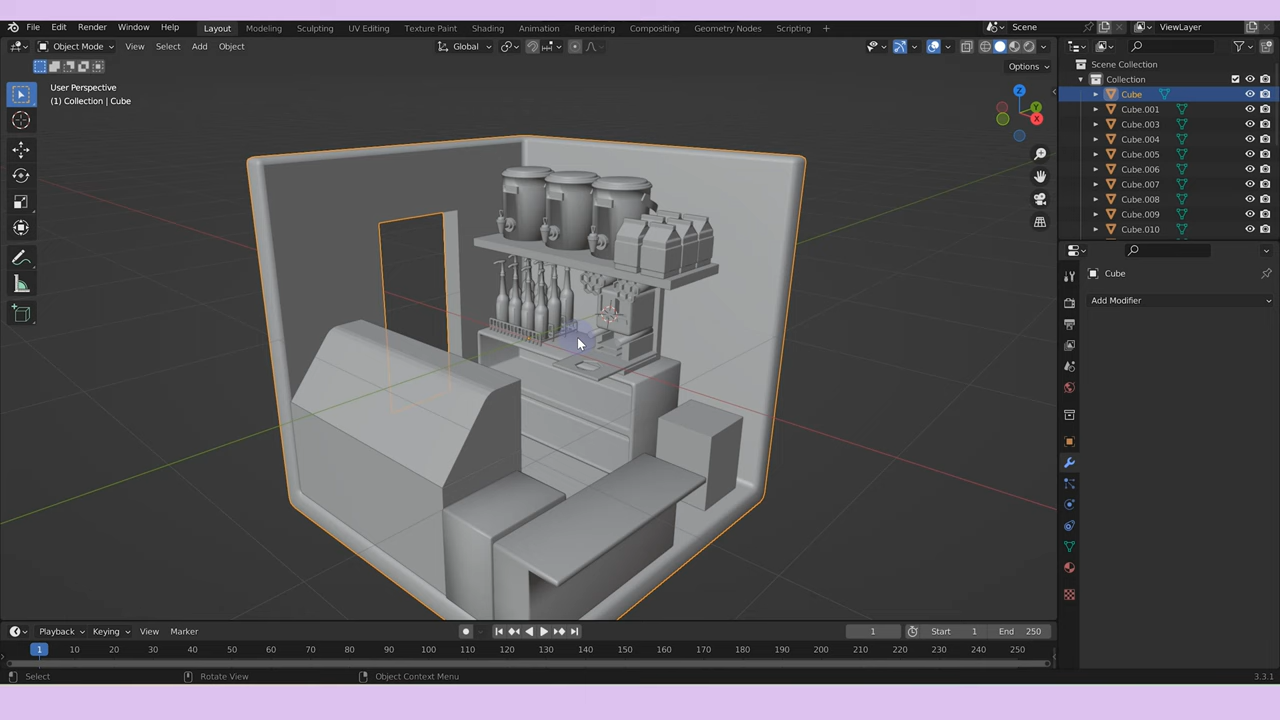 File Edit Render Window Help Layout Modeling Sculpting UV Editing Texture Paint Shading Animation Rendering Compositing Geometry Nodes Scripting + Scene ViewLayer
Object Mode View Select Add Object Global
Options
User Perspective
(1) Collection | Cube
Z
Y
X
Scene Collection
Collection
Cube
Cube.001
Cube.003
Cube.004
Cube.005
Cube.006
Cube.007
Cube.008
Cube.009
Cube.010
Cube
Add Modifier
Playback Keying View Marker 1 Start 1 End 250
1 10 20 30 40 50 60 70 80 90 100 110 120 130 140 150 160 170 180 190 200 210 220 230 240 250
Select Rotate View Object Context Menu 3.3.1